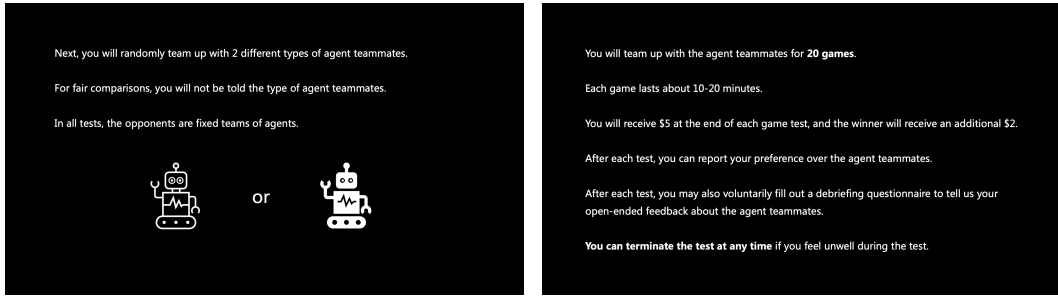 Next, you will randomly team up with 2 different types of agent teammates.
For fair comparisons, you will not be told the type of agent teammates.
In all tests, the opponents are fixed teams of agents.
or
You will team up with the agent teammates for 20 games.
Each game lasts about 10-20 minutes.
You will receive $5 at the end of each game test, and the winner will receive an additional $2.
After each test, you can report your preference over the agent teammates.
After each test, you may also voluntarily fill out a debriefing questionnaire to tell us your
open-ended feedback about the agent teammates.
You can terminate the test at any time if you feel unwell during the test.